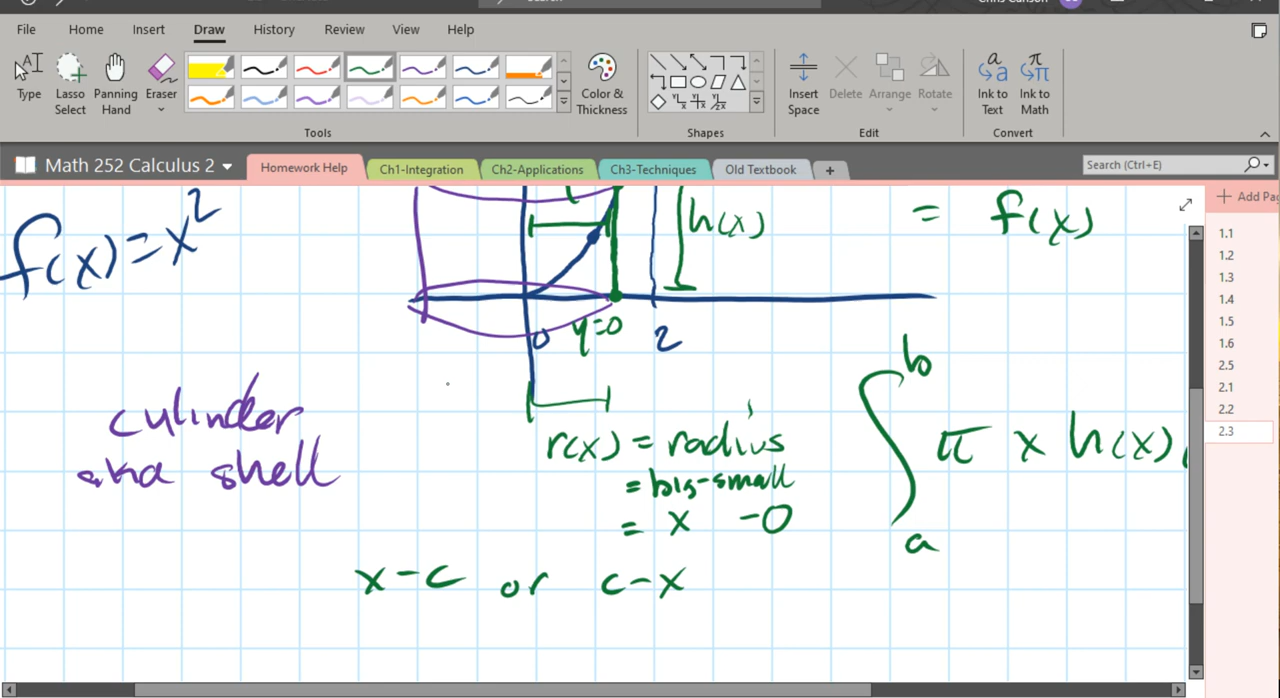 File Home Insert Draw History Review View Help
Type Lasso Select Panning Hand Eraser Color & Thickness Insert Space Delete Arrange Rotate Ink to Text Ink to Math
Tools Shapes Edit Convert
Math 252 Calculus 2 Homework Help Ch1-Integration Ch2-Applications Ch3-Techniques Old Textbook + Search (Ctrl+E)
+ Add Pag
1.1
1.2
1.3
1.4
1.5
1.6
2.5
2.1
2.2
2.3
f(x)=x²
h(x)
= f(x)
0 y=0 2
culinder
aka shell
r(x) = radius
= big-small
= x -0
x-c or c-x
∫ b
π x h(x)
a